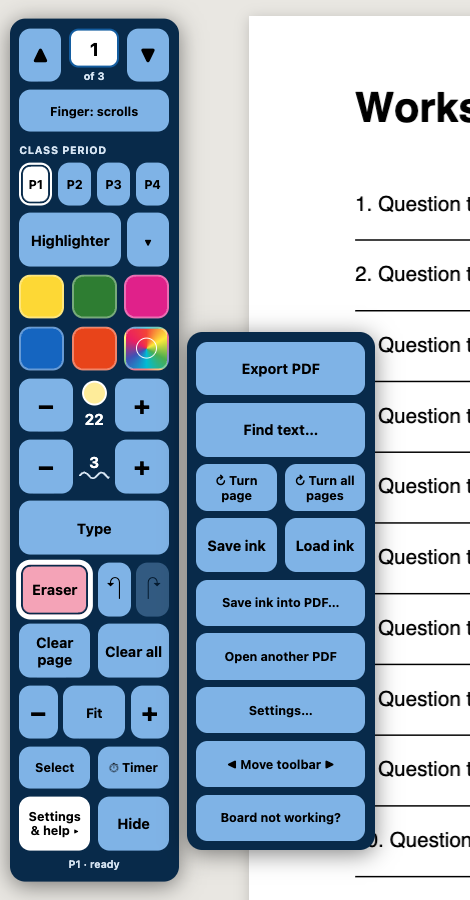 ▲
1
▼
of 3
Finger: scrolls
CLASS PERIOD
P1 P2 P3 P4
Highlighter ▾
− 22 +
− 3 +
Type
Eraser
Clear
page
Clear all
− Fit +
Select
⏱ Timer
Settings
& help ▸
Hide
P1 · ready
Export PDF
Find text...
↻ Turn
page
↻ Turn all
pages
Save ink
Load ink
Save ink into PDF...
Open another PDF
Settings...
◀ Move toolbar ▶
Board not working?
Works
1. Question t
2. Question t
Question t
Question t
Question t
Question t
Question t
Question t
Question t
0. Question